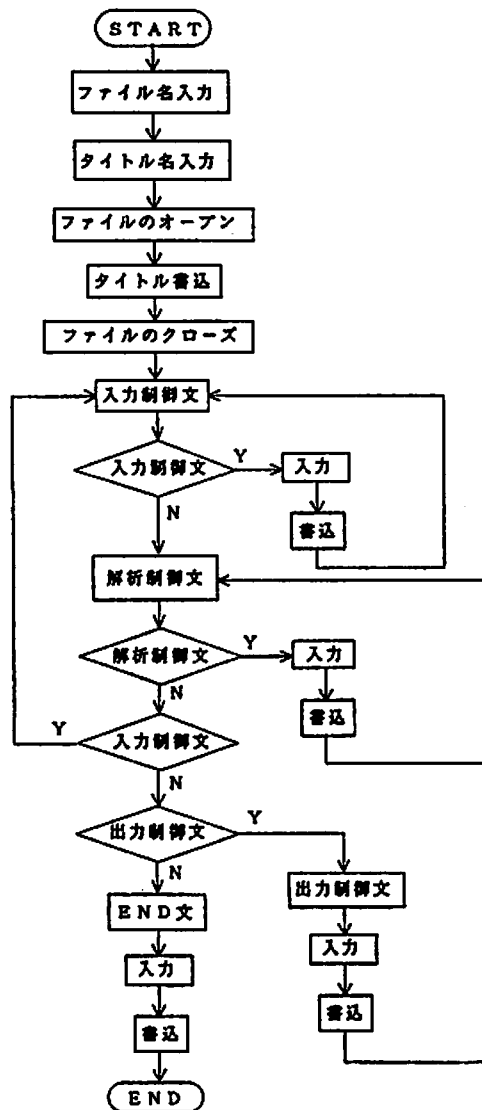 START
ファイル名入力
タイトル名入力
ファイルのオープン
タイトル書込
ファイルのクローズ
入力制御文
入力制御文
Y
入力
N
書込
解析制御文
解析制御文
Y
入力
N
書込
Y
入力制御文
N
出力制御文
Y
N
出力制御文
END文
入力
入力
書込
書込
END